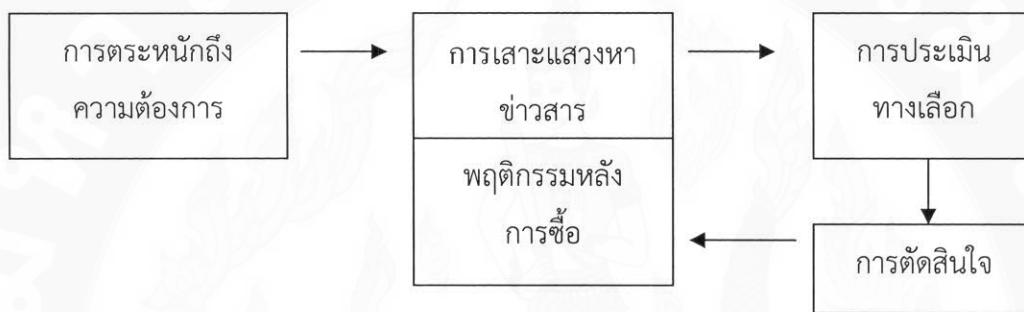 การตระหนักถึง
ความต้องการ
การเสาะแสวงหา
ข่าวสาร
การประเมิน
ทางเลือก
การตัดสินใจ
พฤติกรรมหลัง
การซื้อ